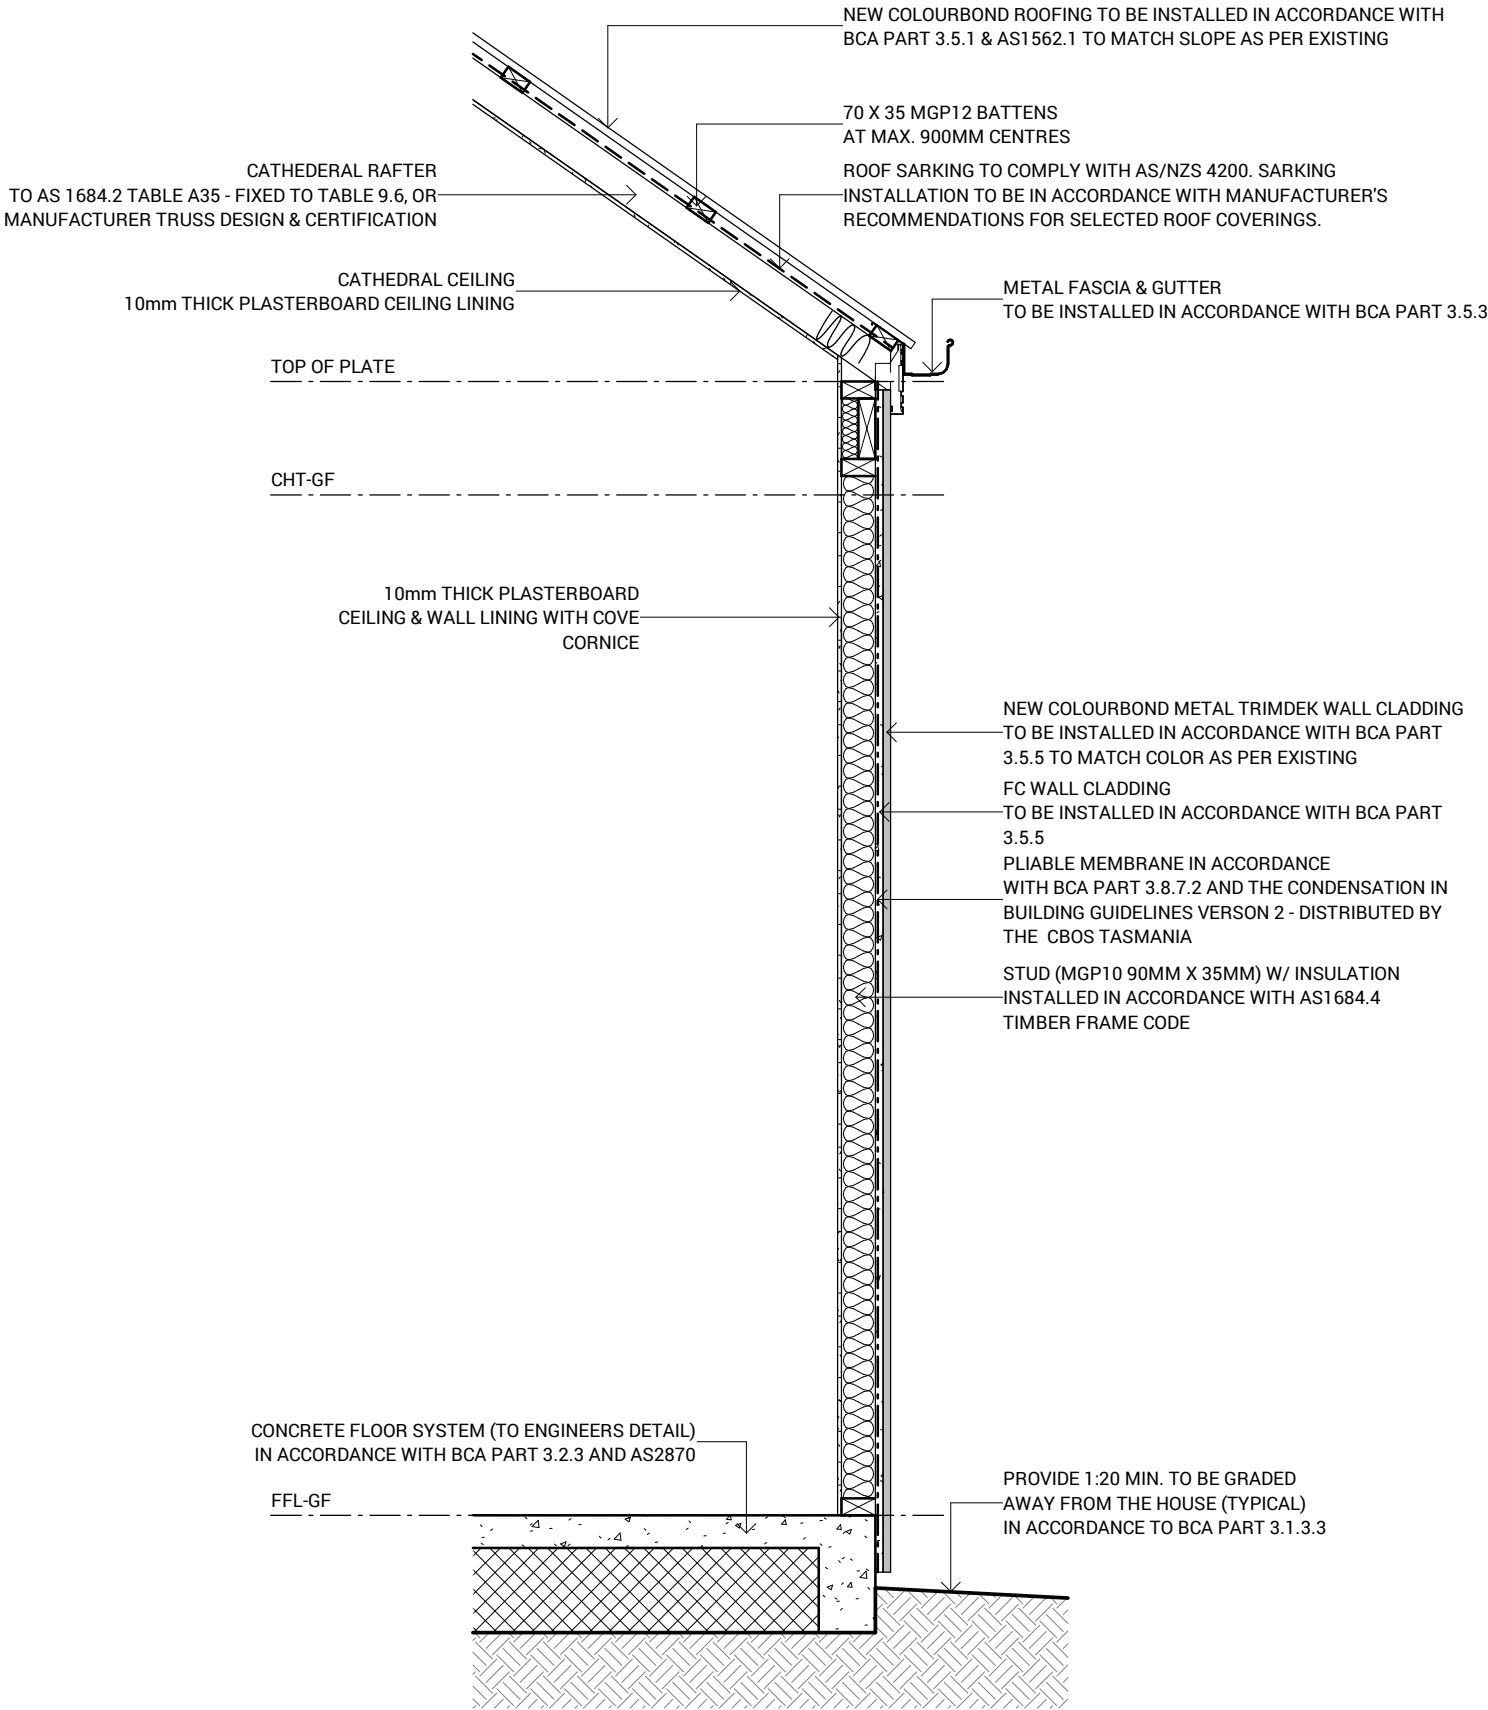 NEW COLOURBOND ROOFING TO BE INSTALLED IN ACCORDANCE WITH
BCA PART 3.5.1 & AS1562.1 TO MATCH SLOPE AS PER EXISTING
70 X 35 MGP12 BATTENS
AT MAX. 900MM CENTRES
CATHEDERAL RAFTER
TO AS 1684.2 TABLE A35 - FIXED TO TABLE 9.6, OR
MANUFACTURER TRUSS DESIGN & CERTIFICATION
ROOF SARKING TO COMPLY WITH AS/NZS 4200. SARKING
INSTALLATION TO BE IN ACCORDANCE WITH MANUFACTURER'S
RECOMMENDATIONS FOR SELECTED ROOF COVERINGS.
CATHEDRAL CEILING
10mm THICK PLASTERBOARD CEILING LINING
METAL FASCIA & GUTTER
TO BE INSTALLED IN ACCORDANCE WITH BCA PART 3.5.3
TOP OF PLATE
CHT-GF
10mm THICK PLASTERBOARD
CEILING & WALL LINING WITH COVE
CORNICE
NEW COLOURBOND METAL TRIMDEK WALL CLADDING
TO BE INSTALLED IN ACCORDANCE WITH BCA PART
3.5.5 TO MATCH COLOR AS PER EXISTING
FC WALL CLADDING
TO BE INSTALLED IN ACCORDANCE WITH BCA PART
3.5.5
PLIABLE MEMBRANE IN ACCORDANCE
WITH BCA PART 3.8.7.2 AND THE CONDENSATION IN
BUILDING GUIDELINES VERSON 2 - DISTRIBUTED BY
THE CBOS TASMANIA
STUD (MGP10 90MM X 35MM) W/ INSULATION
INSTALLED IN ACCORDANCE WITH AS1684.4
TIMBER FRAME CODE
CONCRETE FLOOR SYSTEM (TO ENGINEERS DETAIL)
IN ACCORDANCE WITH BCA PART 3.2.3 AND AS2870
FFL-GF
PROVIDE 1:20 MIN. TO BE GRADED
AWAY FROM THE HOUSE (TYPICAL)
IN ACCORDANCE TO BCA PART 3.1.3.3